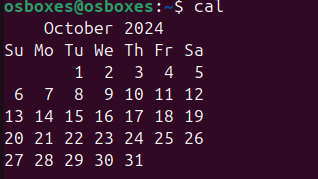 osboxes@osboxes:~$ cal
    October 2024
Su Mo Tu We Th Fr Sa
       1  2  3  4  5
 6  7  8  9 10 11 12
13 14 15 16 17 18 19
20 21 22 23 24 25 26
27 28 29 30 31